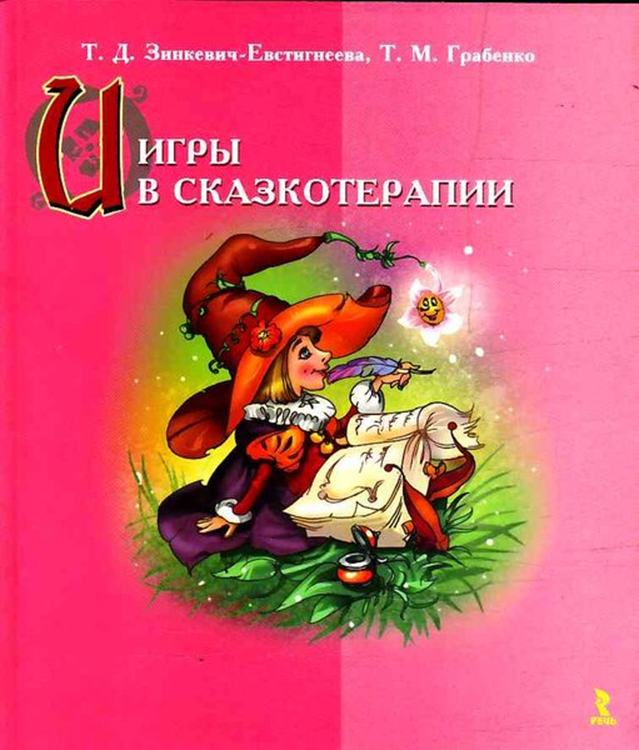 Т. Д. Зинкевич-Евстигнеева, Т. М. Грабенко
И ИГРЫ
В СКАЗКОТЕРАПИИ
РЕЧЬ